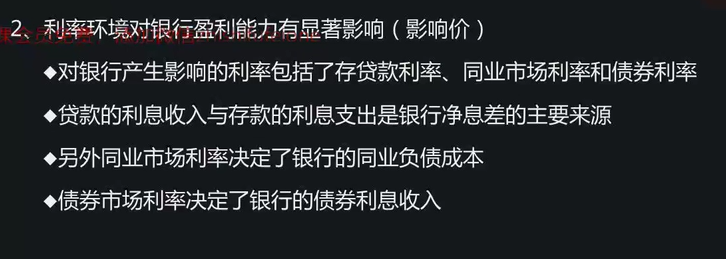 2 利率环境对银行盈利能力有显著影响（影响价）
◆对银行产生影响的利率包括了存贷款利率、同业市场利率和债券利率
◆贷款的利息收入与存款的利息支出是银行净息差的主要来源
◆另外同业市场利率决定了银行的同业负债成本
◆债券市场利率决定了银行的债券利息收入